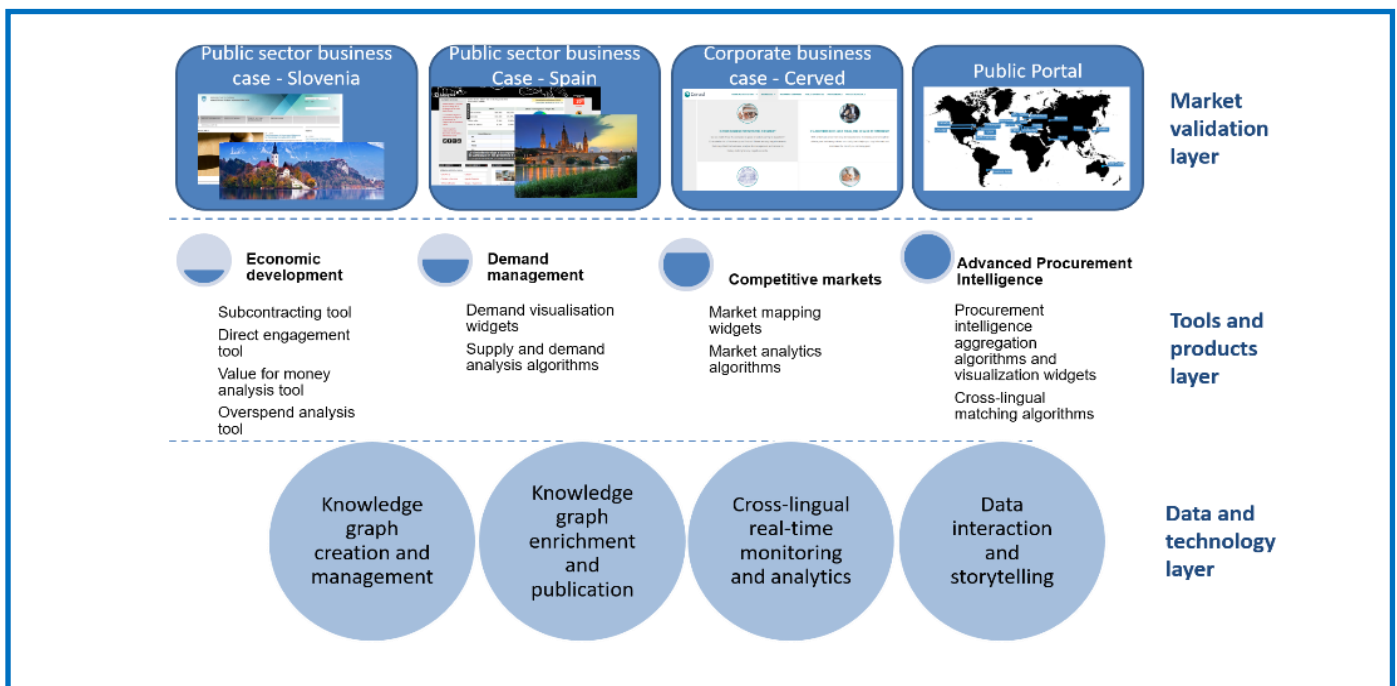 Public sector business
case - Slovenia
Public sector business
Case - Spain
Corporate business
case - Cerved
Public Portal
Market
validation
layer
Economic
development
Subcontracting tool
Direct engagement
tool
Value for money
analysis tool
Overspend analysis
tool
Demand
management
Demand visualisation
widgets
Supply and demand
analysis algorithms
Competitive markets
Market mapping
widgets
Market analytics
algorithms
Advanced Procurement
Intelligence
Procurement
intelligence
aggregation
algorithms and
visualization widgets
Cross-lingual
matching algorithms
Tools and
products
layer
Knowledge
graph
creation and
management
Knowledge
graph
enrichment
and
publication
Cross-lingual
real-time
monitoring
and analytics
Data
interaction
and
storytelling
Data and
technology
layer